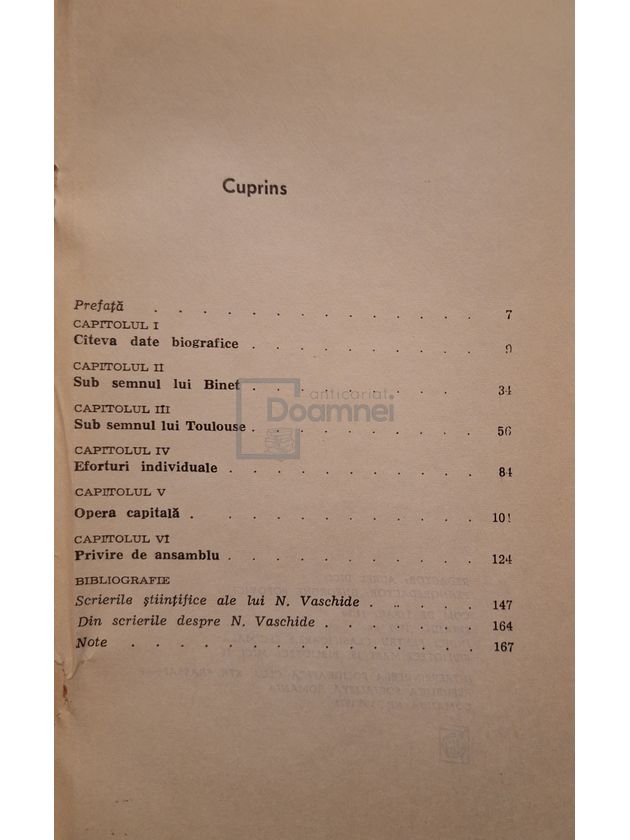 Cuprins
Prefață . . . . . . . . . . . . . 7
CAPITOLUL I
Cîteva date biografice . . . . . . . . . 9
CAPITOLUL II
Sub semnul lui Binet . . . . . . . . . 34
anticariat
Doamnei
CAPITOLUL III
Sub semnul lui Toulouse . . . . . . . . . 56
CAPITOLUL IV
Eforturi individuale . . . . . . . . . . 84
CAPITOLUL V
Opera capitală . . . . . . . . . . . 101
CAPITOLUL VI
Privire de ansamblu . . . . . . . . . . 124
BIBLIOGRAFIE
Scrierile științifice ale lui N. Vaschide . . . . . 147
Din scrierile despre N. Vaschide . . . . . . . 164
Note . . . . . . . . . . . . . . 167